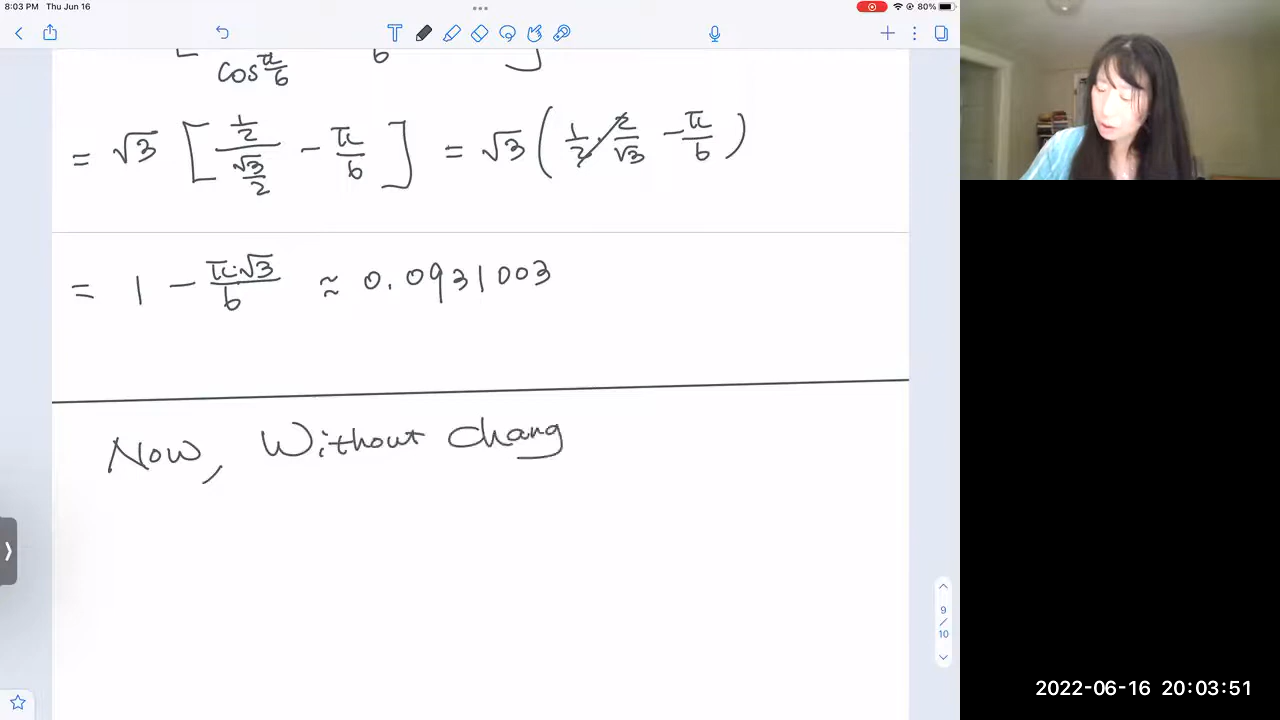 8:03 PM Thu Jun 16
80%
cos π/6 6
= √3 [ (1/2)/(√3/2) − π/6 ] = √3 ( 1/2 · 2/√3 − π/6 )
= 1 − π·√3/6 ≈ 0.0931003
Now, Without Chang
9
/
10
2022-06-16 20:03:51